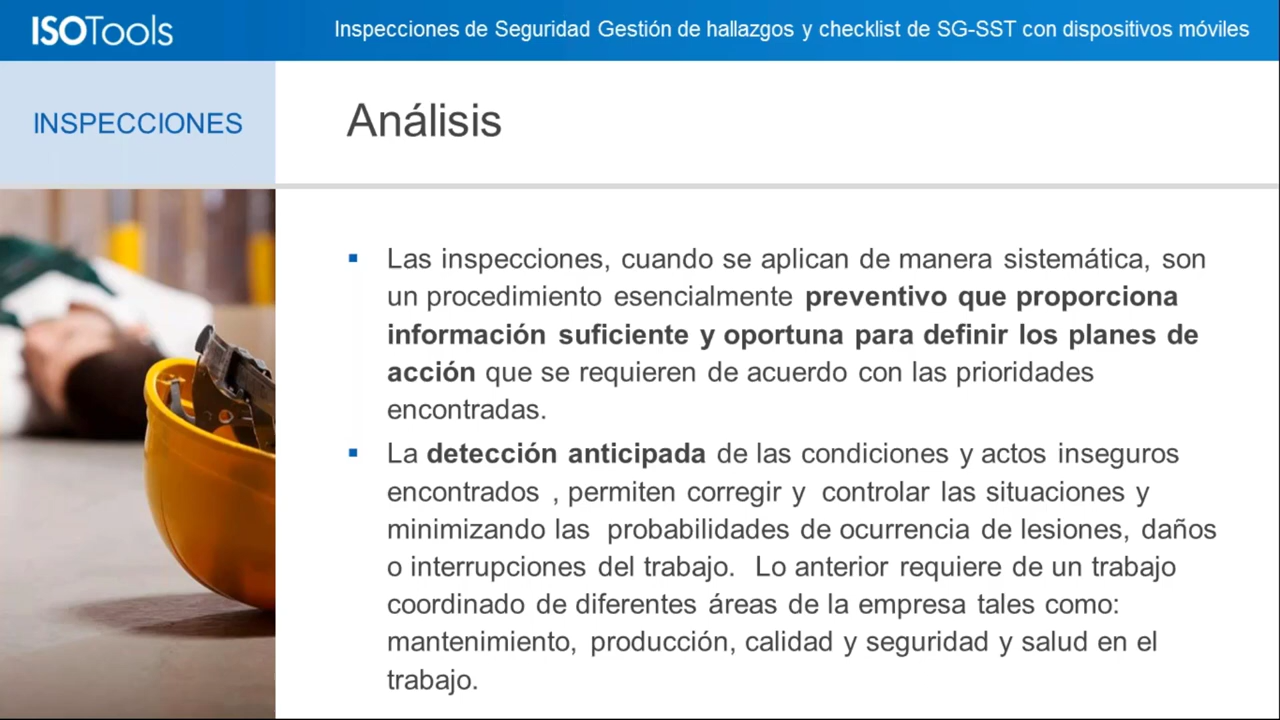 ISOTools
Inspecciones de Seguridad Gestión de hallazgos y checklist de SG-SST con dispositivos móviles
INSPECCIONES
Análisis
▪ Las inspecciones, cuando se aplican de manera sistemática, son
un procedimiento esencialmente preventivo que proporciona
información suficiente y oportuna para definir los planes de
acción que se requieren de acuerdo con las prioridades
encontradas.
▪ La detección anticipada de las condiciones y actos inseguros
encontrados , permiten corregir y controlar las situaciones y
minimizando las probabilidades de ocurrencia de lesiones, daños
o interrupciones del trabajo. Lo anterior requiere de un trabajo
coordinado de diferentes áreas de la empresa tales como:
mantenimiento, producción, calidad y seguridad y salud en el
trabajo.